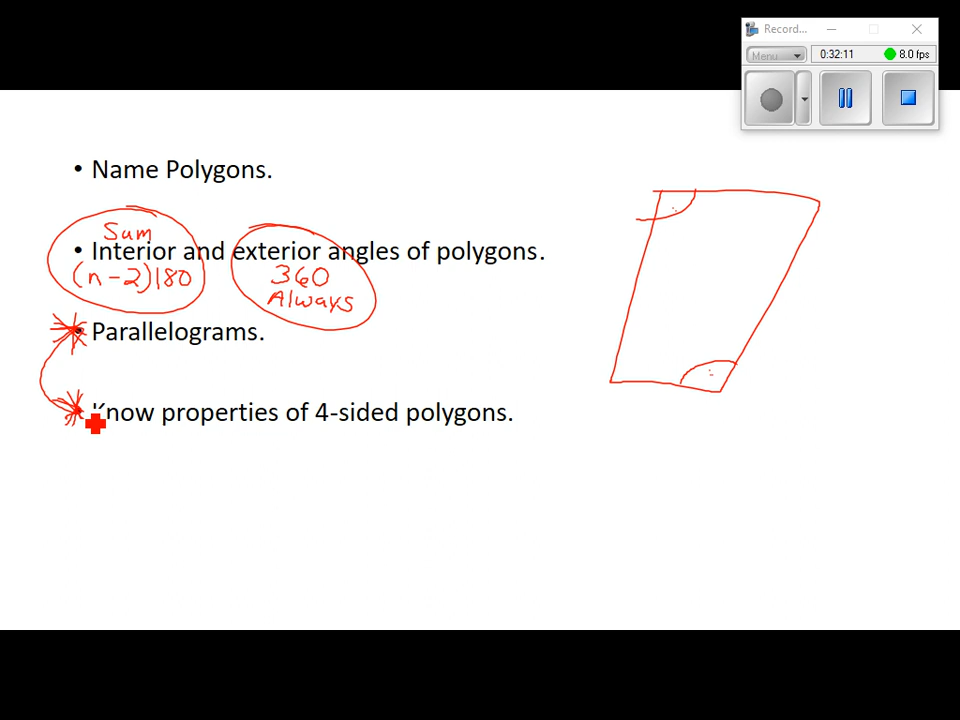 Record...
Menu
0:32:11
8.0 fps
• Name Polygons.
Sum
• Interior and exterior angles of polygons.
(n-2)180
360
Always
• Parallelograms.
Know properties of 4-sided polygons.